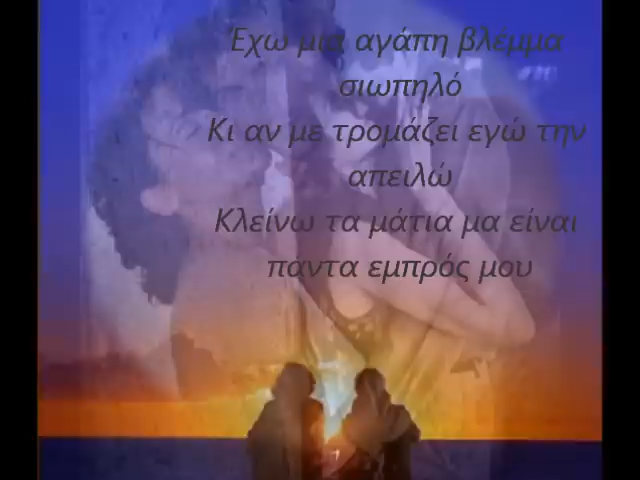 Έχω μια αγάπη βλέμμα
σιωπηλό
Κι αν με τρομάζει εγώ την
απειλώ
Κλείνω τα μάτια μα είναι
πάντα εμπρός μου